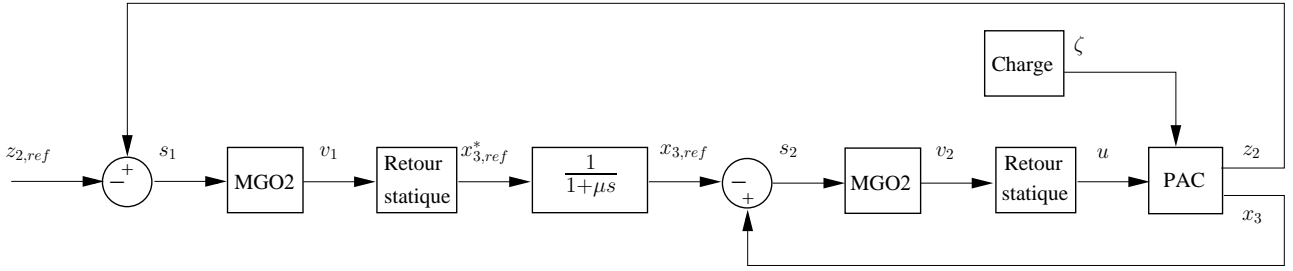 ζ
Charge
z_{2,ref}
s_1
v_1
x^*_{3,ref}
x_{3,ref}
s_2
v_2
u
z_2
+
−
MGO2
Retour
statique
1
1+μs
−
+
MGO2
Retour
statique
PAC
x_3